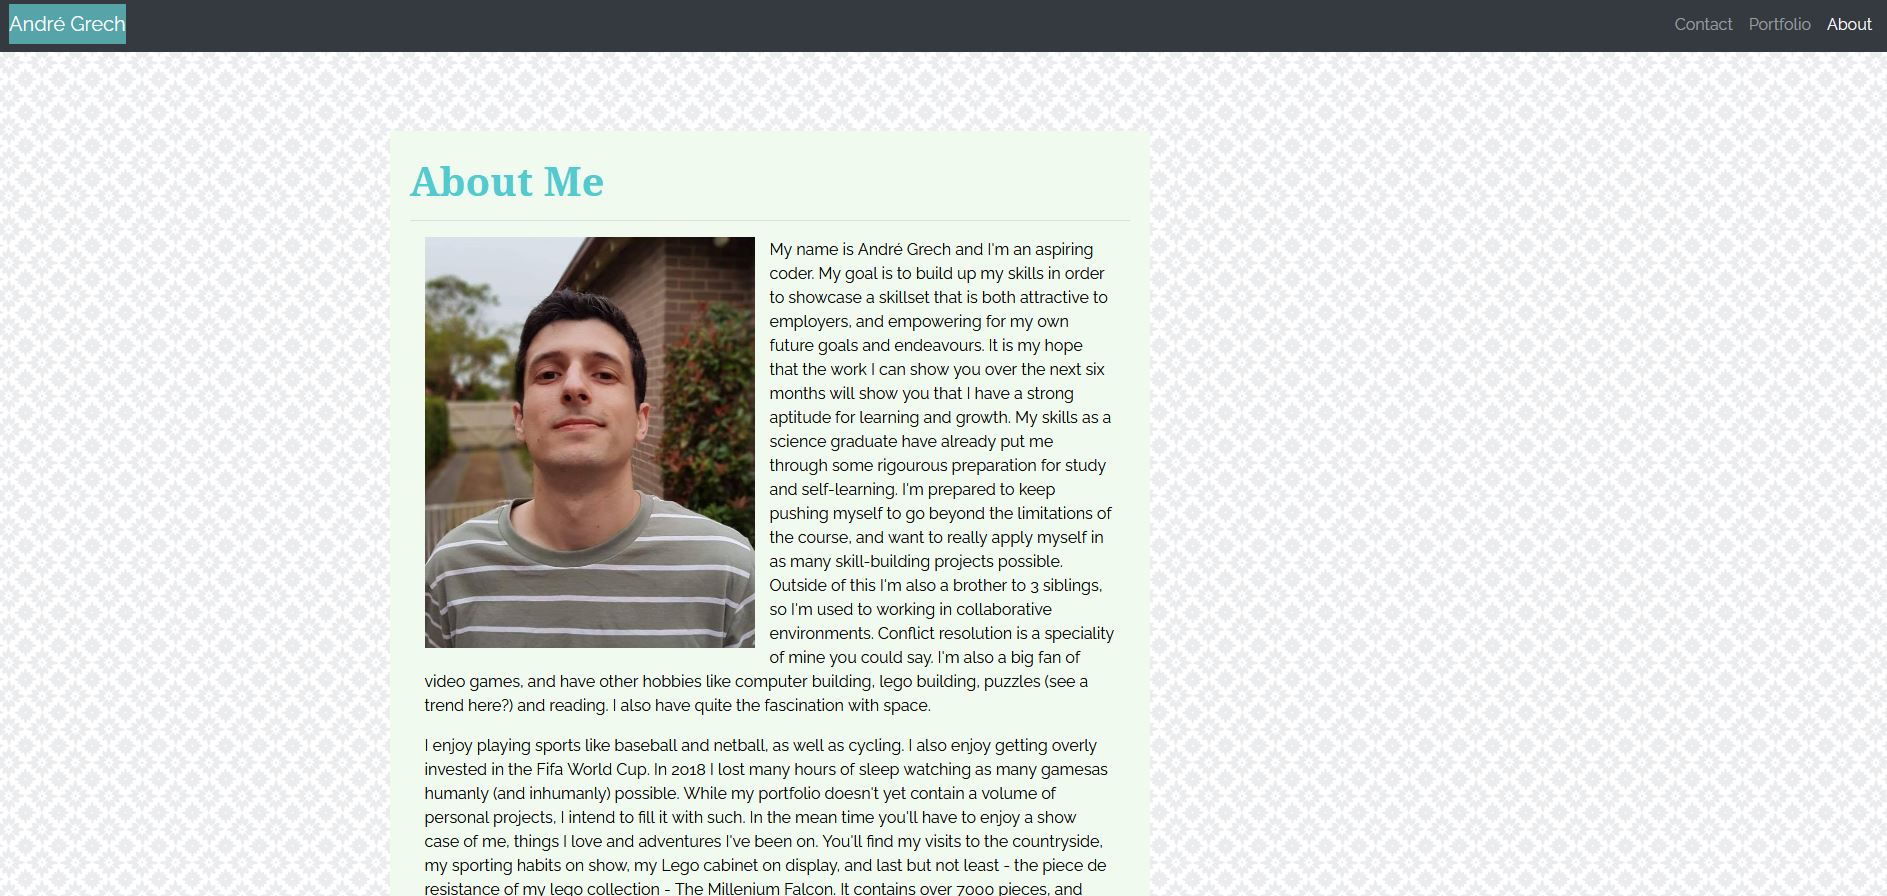 André Grech
Contact Portfolio About
About Me
My name is André Grech and I'm an aspiring
coder. My goal is to build up my skills in order
to showcase a skillset that is both attractive to
employers, and empowering for my own
future goals and endeavours. It is my hope
that the work I can show you over the next six
months will show you that I have a strong
aptitude for learning and growth. My skills as a
science graduate have already put me
through some rigourous preparation for study
and self-learning. I'm prepared to keep
pushing myself to go beyond the limitations of
the course, and want to really apply myself in
as many skill-building projects possible.
Outside of this I'm also a brother to 3 siblings,
so I'm used to working in collaborative
environments. Conflict resolution is a speciality
of mine you could say. I'm also a big fan of
video games, and have other hobbies like computer building, lego building, puzzles (see a
trend here?) and reading. I also have quite the fascination with space.
I enjoy playing sports like baseball and netball, as well as cycling. I also enjoy getting overly
invested in the Fifa World Cup. In 2018 I lost many hours of sleep watching as many gamesas
humanly (and inhumanly) possible. While my portfolio doesn't yet contain a volume of
personal projects, I intend to fill it with such. In the mean time you'll have to enjoy a show
case of me, things I love and adventures I've been on. You'll find my visits to the countryside,
my sporting habits on show, my Lego cabinet on display, and last but not least - the piece de
resistance of my lego collection - The Millenium Falcon. It contains over 7000 pieces, and